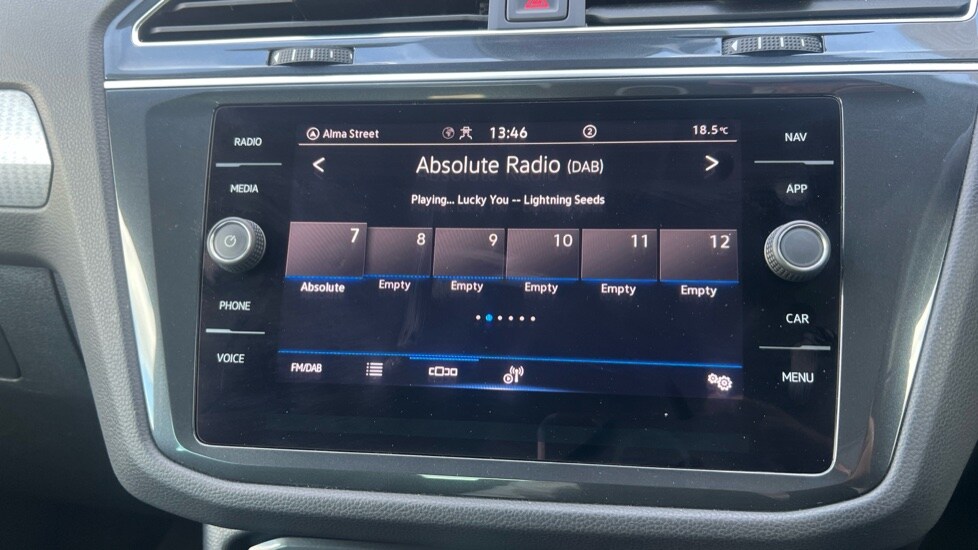 RADIO
MEDIA
PHONE
VOICE
Alma Street 13:46 2 18.5°C
< Absolute Radio (DAB) >
Playing... Lucky You -- Lightning Seeds
7 8 9 10 11 12
Absolute Empty Empty Empty Empty Empty
FM/DAB
NAV
APP
CAR
MENU